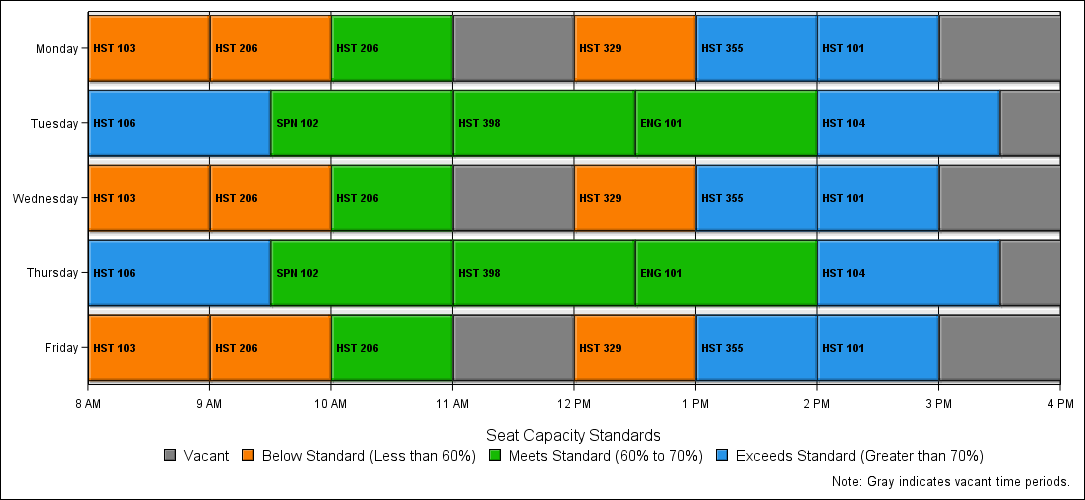 Monday HST 103 HST 206 HST 206 HST 329 HST 355 HST 101
Tuesday HST 106 SPN 102 HST 398 ENG 101 HST 104
Wednesday HST 103 HST 206 HST 206 HST 329 HST 355 HST 101
Thursday HST 106 SPN 102 HST 398 ENG 101 HST 104
Friday HST 103 HST 206 HST 206 HST 329 HST 355 HST 101
8 AM 9 AM 10 AM 11 AM 12 PM 1 PM 2 PM 3 PM 4 PM
Seat Capacity Standards
Vacant Below Standard (Less than 60%) Meets Standard (60% to 70%) Exceeds Standard (Greater than 70%)
Note: Gray indicates vacant time periods.